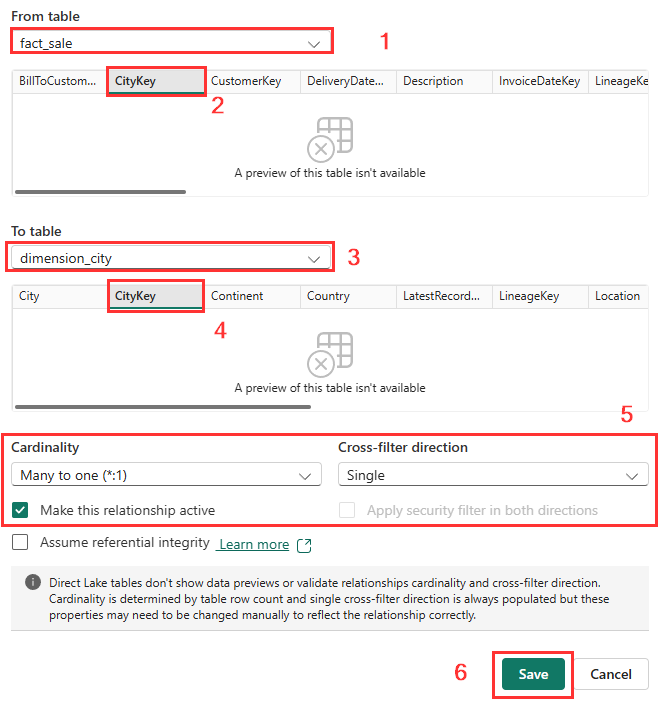 From table
fact_sale
1
BillToCustom... CityKey CustomerKey DeliveryDate... Description InvoiceDateKey LineageKe
2
A preview of this table isn't available
To table
dimension_city
3
City CityKey Continent Country LatestRecord... LineageKey Location
4
A preview of this table isn't available
5
Cardinality Cross-filter direction
Many to one (*:1) Single
Make this relationship active Apply security filter in both directions
Assume referential integrity Learn more
Direct Lake tables don't show data previews or validate relationships cardinality and cross-filter direction.
Cardinality is determined by table row count and single cross-filter direction is always populated but these
properties may need to be changed manually to reflect the relationship correctly.
6 Save Cancel